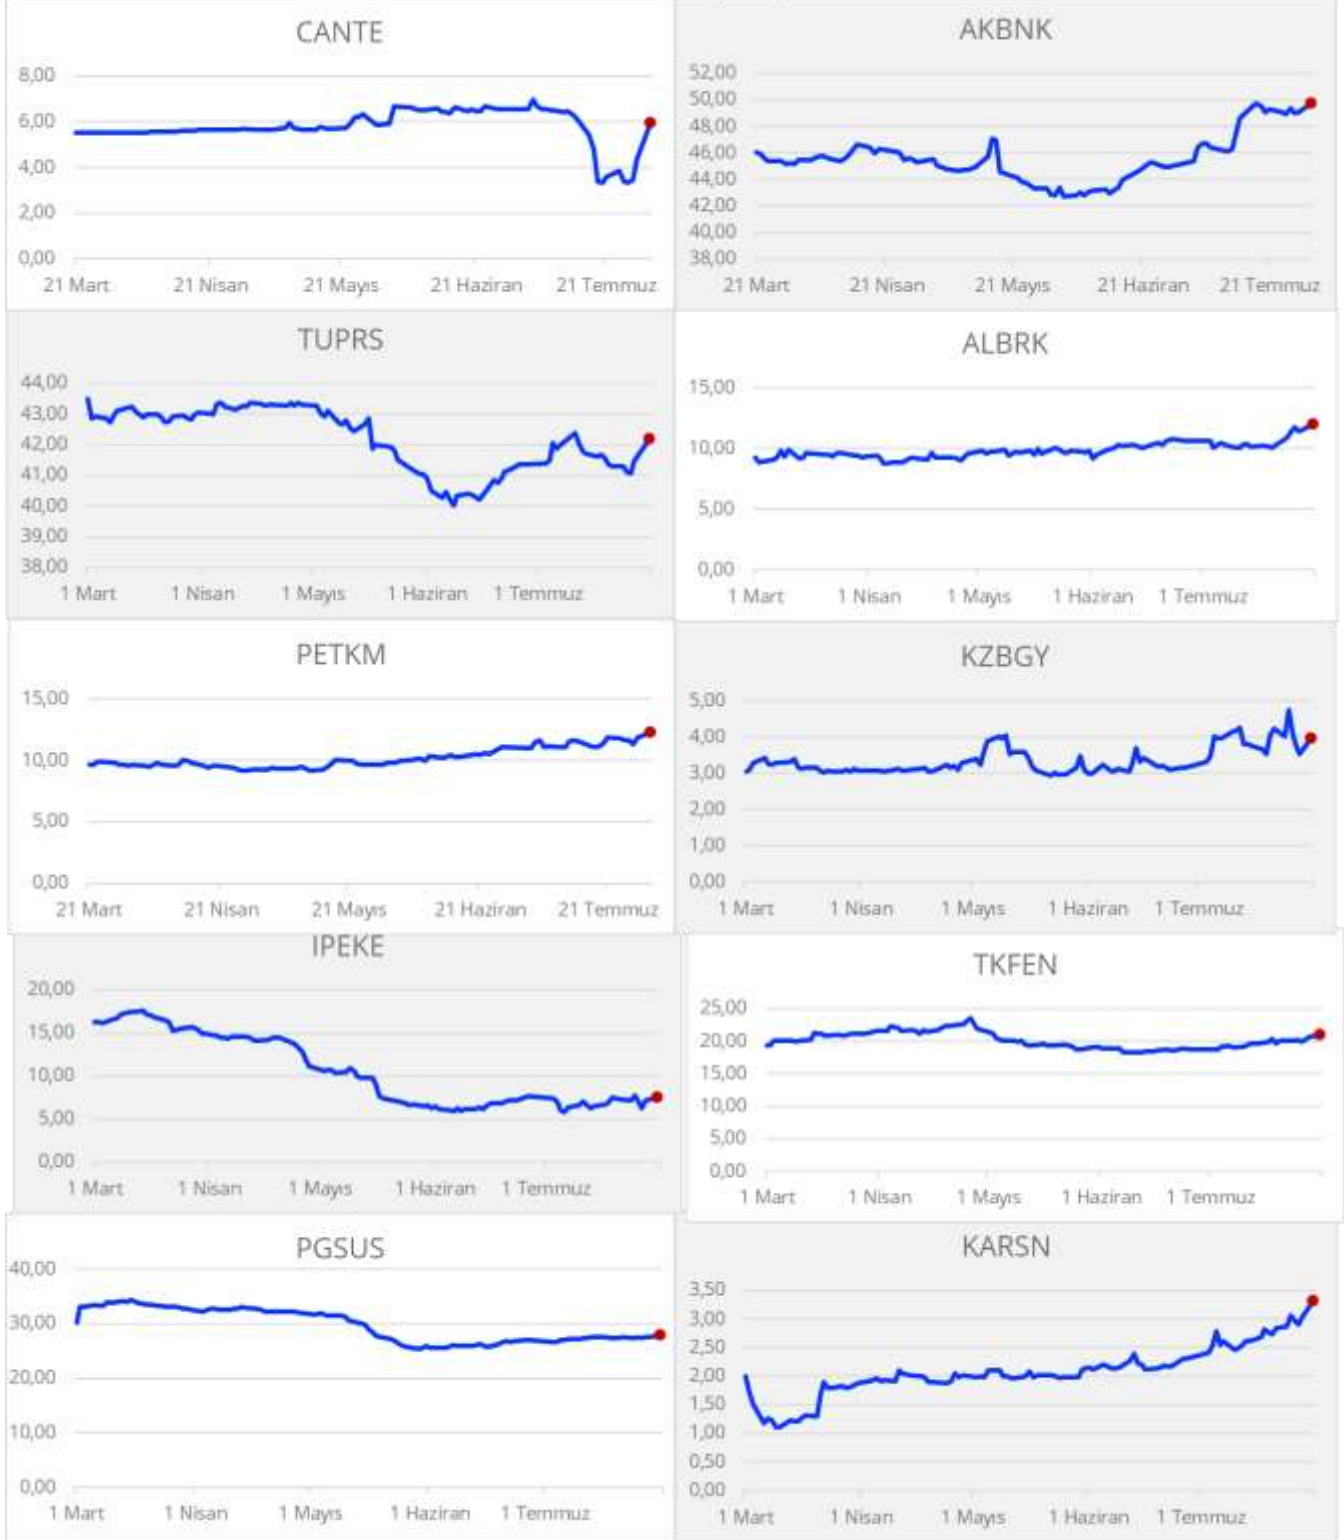 CANTE
8,00
6,00
4,00
2,00
0,00
21 Mart 21 Nisan 21 Mayıs 21 Haziran 21 Temmuz
AKBNK
52,00
50,00
48,00
46,00
44,00
42,00
40,00
38,00
21 Mart 21 Nisan 21 Mayıs 21 Haziran 21 Temmuz
TUPRS
44,00
43,00
42,00
41,00
40,00
39,00
38,00
1 Mart 1 Nisan 1 Mayıs 1 Haziran 1 Temmuz
ALBRK
15,00
10,00
5,00
0,00
1 Mart 1 Nisan 1 Mayıs 1 Haziran 1 Temmuz
PETKM
15,00
10,00
5,00
0,00
21 Mart 21 Nisan 21 Mayıs 21 Haziran 21 Temmuz
KZBGY
5,00
4,00
3,00
2,00
1,00
0,00
1 Mart 1 Nisan 1 Mayıs 1 Haziran 1 Temmuz
IPEKE
20,00
15,00
10,00
5,00
0,00
1 Mart 1 Nisan 1 Mayıs 1 Haziran 1 Temmuz
TKFEN
25,00
20,00
15,00
10,00
5,00
0,00
1 Mart 1 Nisan 1 Mayıs 1 Haziran 1 Temmuz
PGSUS
40,00
30,00
20,00
10,00
0,00
1 Mart 1 Nisan 1 Mayıs 1 Haziran 1 Temmuz
KARSN
3,50
3,00
2,50
2,00
1,50
1,00
0,50
0,00
1 Mart 1 Nisan 1 Mayıs 1 Haziran 1 Temmuz